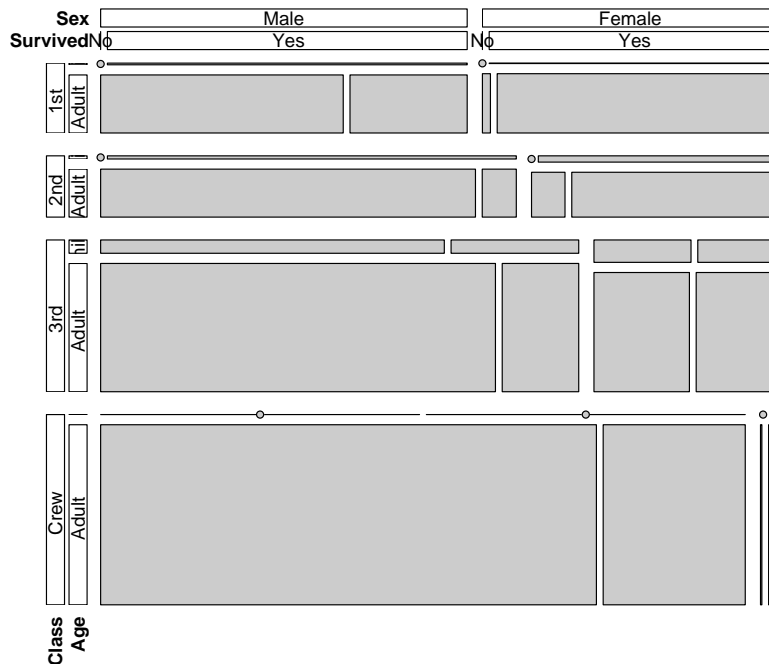 Sex Male Female
Survived No Yes No Yes
1st Adult
2nd Adult
3rd Adult
Crew Adult
Class Age